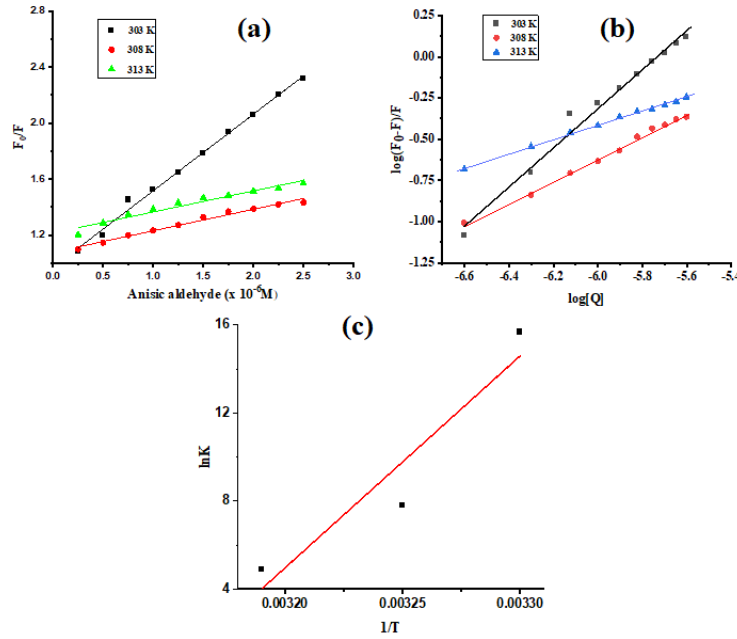 (a)
303 K
308 K
313 K
F0/F
2.4
2.0
1.6
1.2
0.0 0.5 1.0 1.5 2.0 2.5 3.0
Anisic aldehyde (x 10-6M)
(b)
303 K
308 K
313 K
log(F0-F)/F
0.25
0.00
-0.25
-0.50
-0.75
-1.00
-1.25
-6.6 -6.4 -6.2 -6.0 -5.8 -5.6 -5.4
log[Q]
(c)
lnK
16
12
8
4
0.00320 0.00325 0.00330
1/T